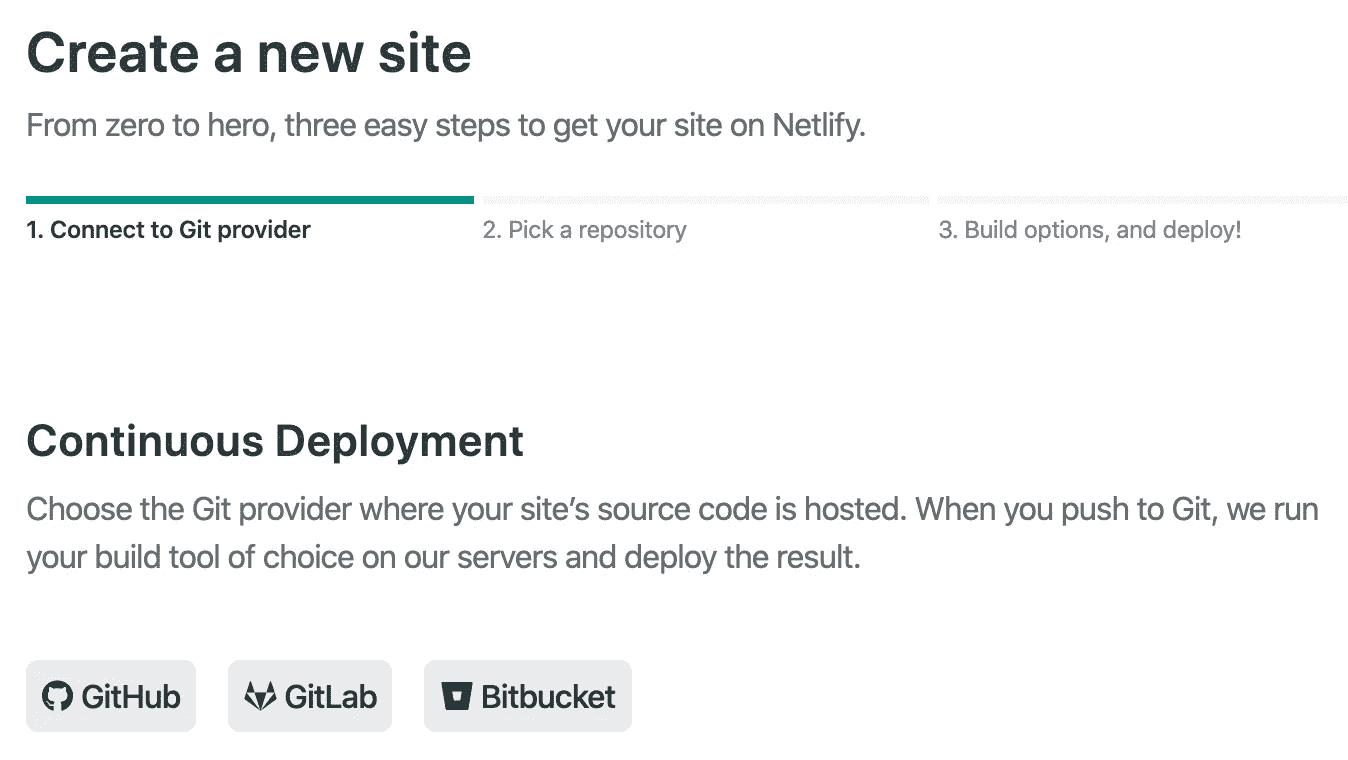 Create a new site
From zero to hero, three easy steps to get your site on Netlify.
1. Connect to Git provider
2. Pick a repository
3. Build options, and deploy!
Continuous Deployment
Choose the Git provider where your site’s source code is hosted. When you push to Git, we run
your build tool of choice on our servers and deploy the result.
GitHub
GitLab
Bitbucket